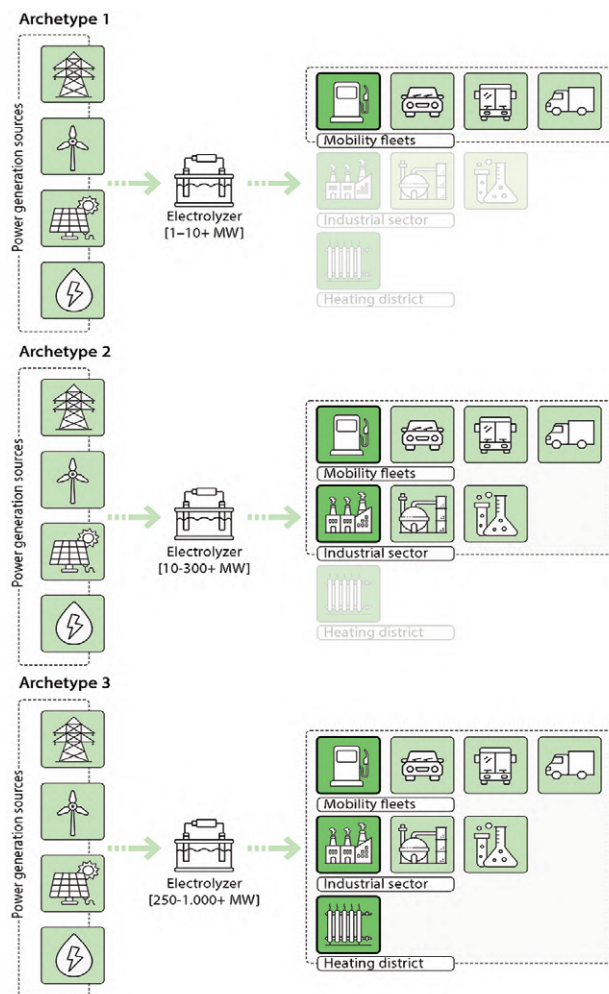 Archetype 1
Power generation sources
Electrolyzer
[1–10+ MW]
Mobility fleets
Industrial sector
Heating district
Archetype 2
Power generation sources
Electrolyzer
[10-300+ MW]
Mobility fleets
Industrial sector
Heating district
Archetype 3
Power generation sources
Electrolyzer
[250-1.000+ MW]
Mobility fleets
Industrial sector
Heating district